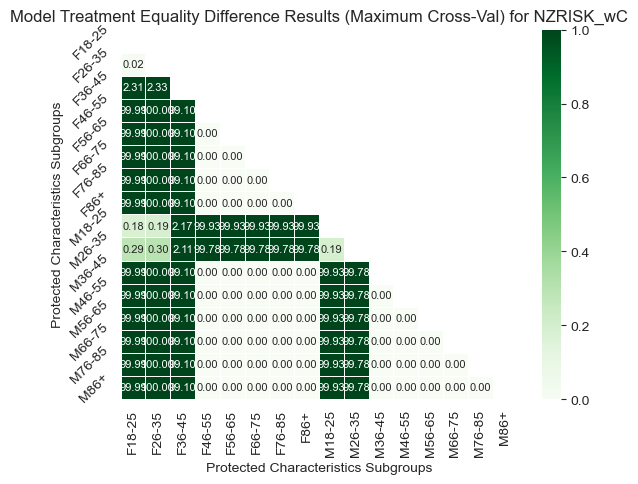 Model Treatment Equality Difference Results (Maximum Cross-Val) for NZRISK_wC
Protected Characteristics Subgroups
F18-25
F26-35 0.02
F36-45 2.31 2.33
F46-55 99.99 100.00 99.10
F56-65 99.99 100.00 99.10 0.00
F66-75 99.99 100.00 99.10 0.00 0.00
F76-85 99.99 100.00 99.10 0.00 0.00 0.00
F86+ 99.99 100.00 99.10 0.00 0.00 0.00 0.00
M18-25 0.18 0.19 2.17 99.93 99.93 99.93 99.93 99.93
M26-35 0.29 0.30 2.11 99.78 99.78 99.78 99.78 99.78 0.19
M36-45 99.99 100.00 99.10 0.00 0.00 0.00 0.00 0.00 99.93 99.78
M46-55 99.99 100.00 99.10 0.00 0.00 0.00 0.00 0.00 99.93 99.78 0.00
M56-65 99.99 100.00 99.10 0.00 0.00 0.00 0.00 0.00 99.93 99.78 0.00 0.00
M66-75 99.99 100.00 99.10 0.00 0.00 0.00 0.00 0.00 99.93 99.78 0.00 0.00 0.00
M76-85 99.99 100.00 99.10 0.00 0.00 0.00 0.00 0.00 99.93 99.78 0.00 0.00 0.00 0.00
M86+ 99.99 100.00 99.10 0.00 0.00 0.00 0.00 0.00 99.93 99.78 0.00 0.00 0.00 0.00 0.00
F18-25 F26-35 F36-45 F46-55 F56-65 F66-75 F76-85 F86+ M18-25 M26-35 M36-45 M46-55 M56-65 M66-75 M76-85 M86+
Protected Characteristics Subgroups
1.0
0.8
0.6
0.4
0.2
0.0